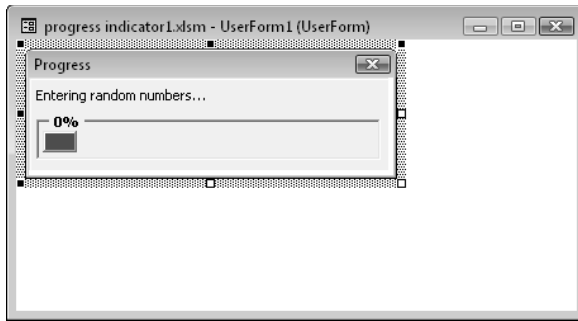 progress indicator1.xlsm - UserForm1 (UserForm)
Progress
Entering random numbers...
0%